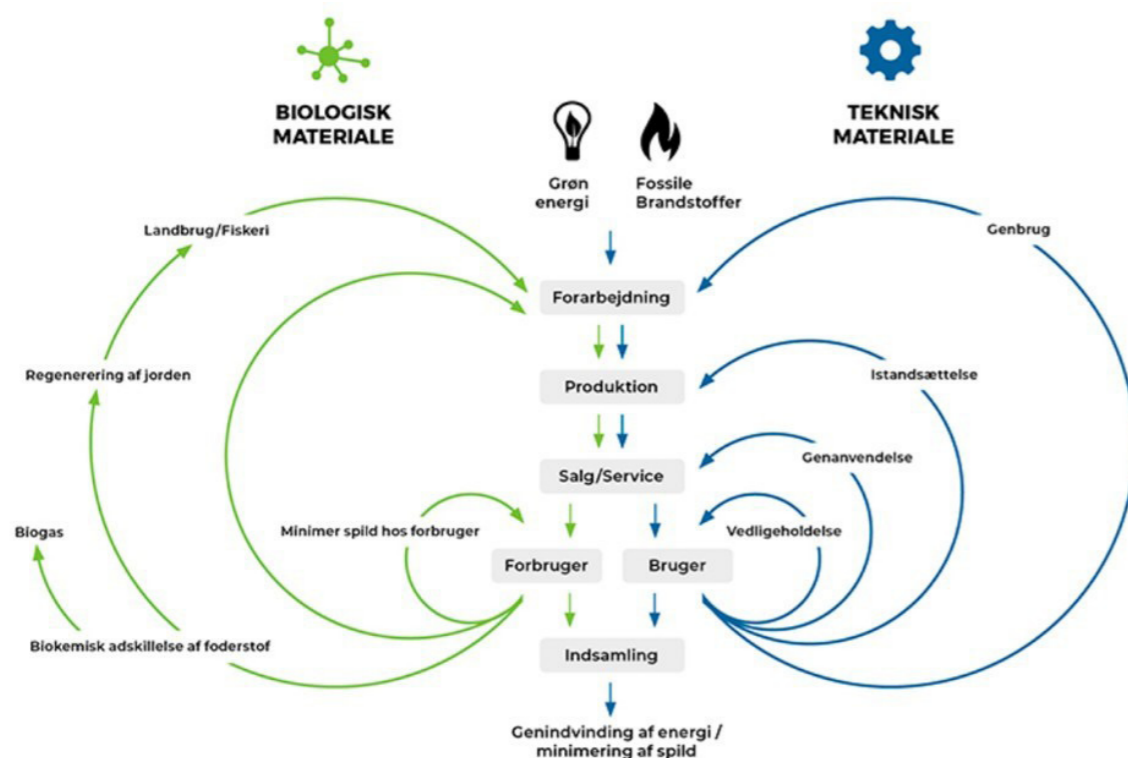 BIOLOGISK
MATERIALE
TEKNISK
MATERIALE
Grøn
energi
Fossile
Brandstoffer
Landbrug/Fiskeri
Genbrug
Forarbejdning
Regenerering af jorden
Produktion
Istandsættelse
Salg/Service
Genanvendelse
Biogas
Minimer spild hos forbruger
Vedligeholdelse
Forbruger
Bruger
Biokemisk adskillelse af foderstof
Indsamling
Genindvinding af energi /
minimering af spild